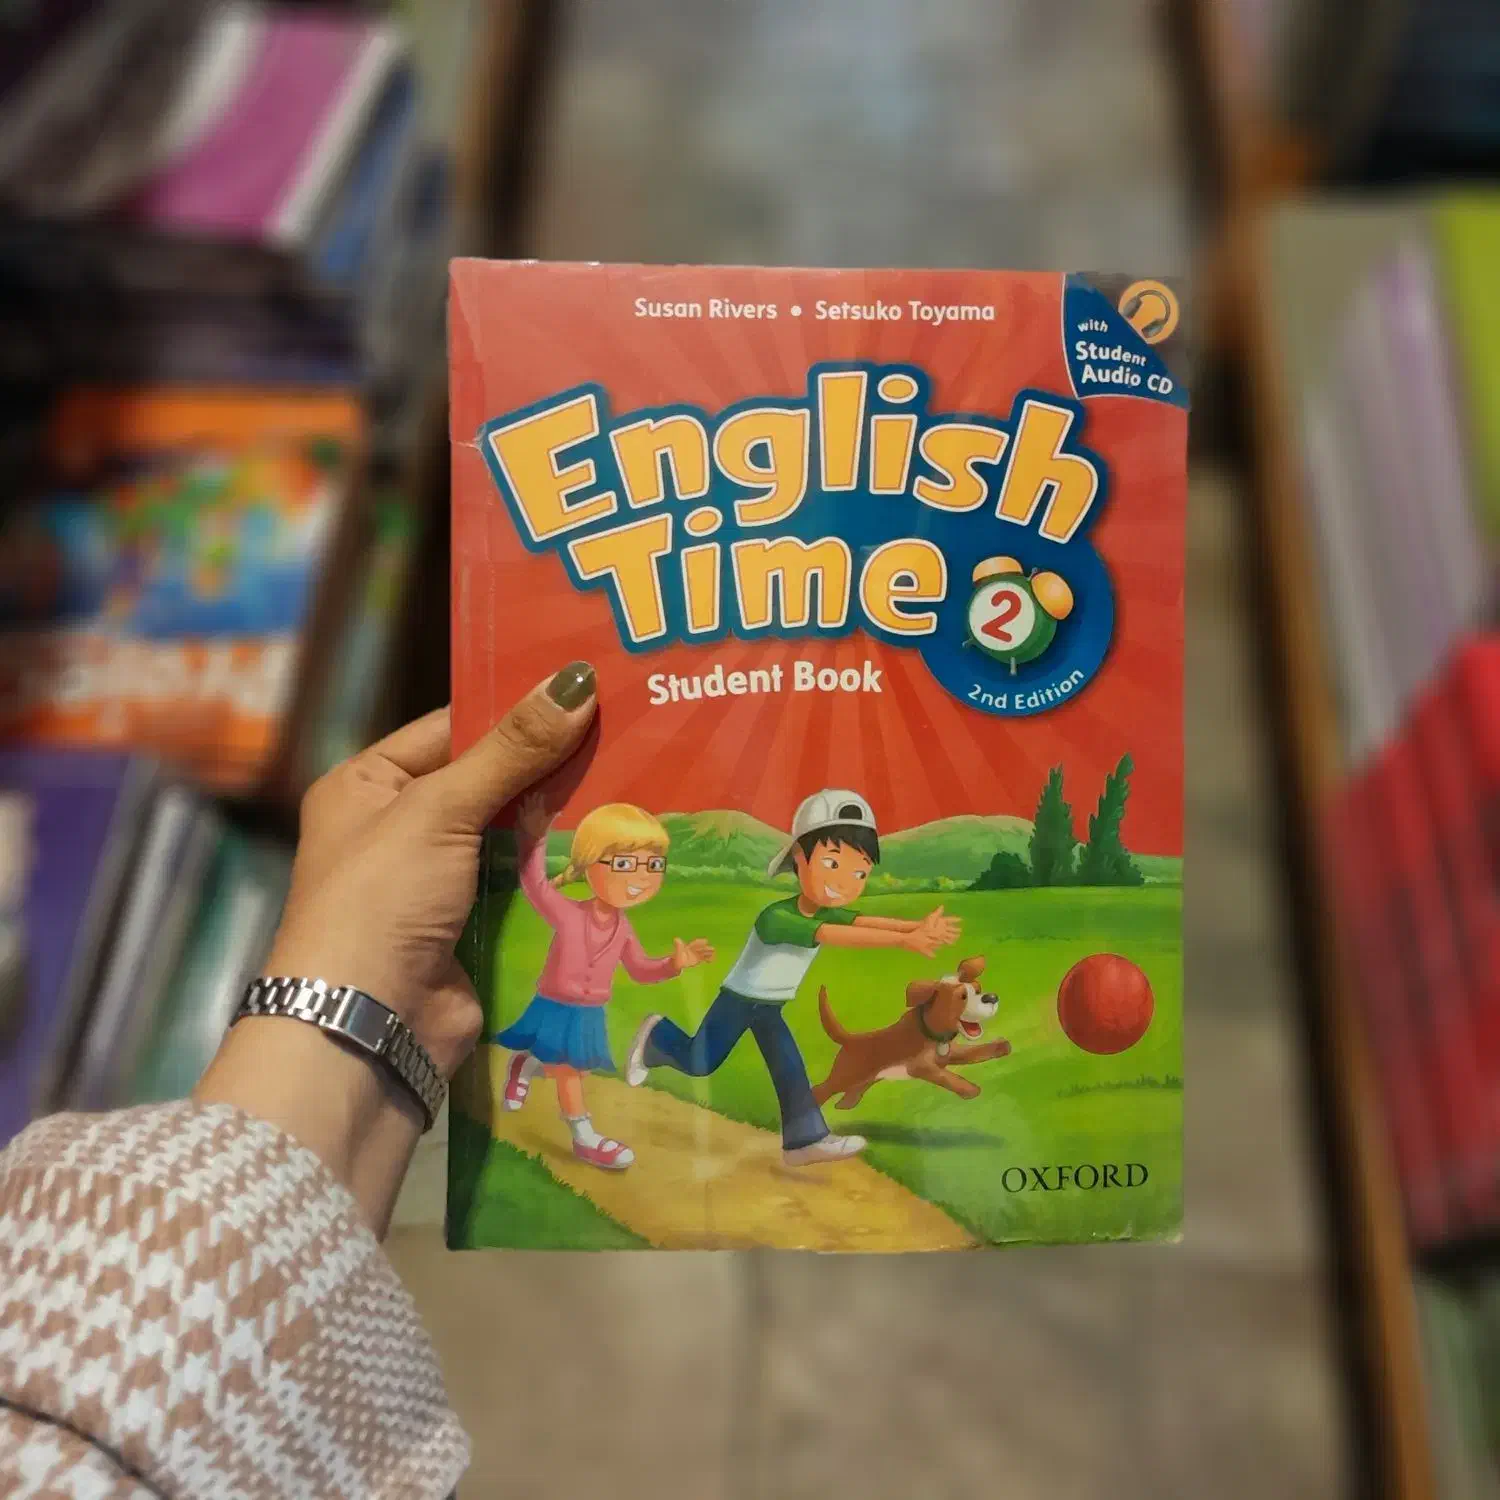 Susan Rivers • Setsuko Toyama
with
Student
Audio CD
English
Time
2
2nd Edition
Student Book
OXFORD